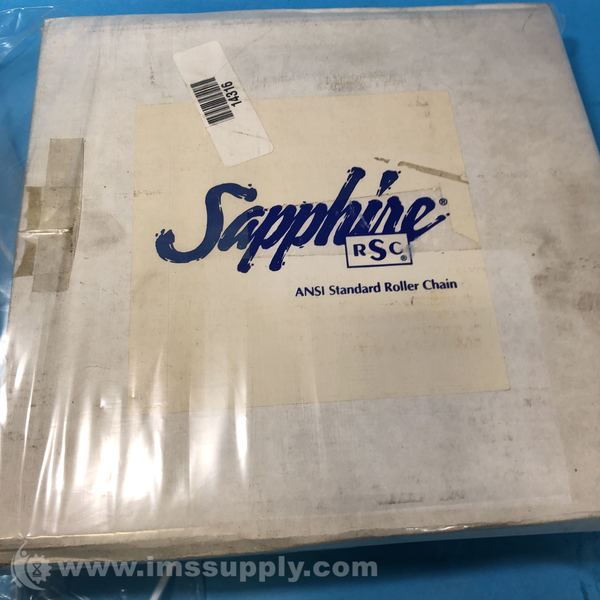 14316
Sapphire®
RSC®
ANSI Standard Roller Chain
www.imssupply.com